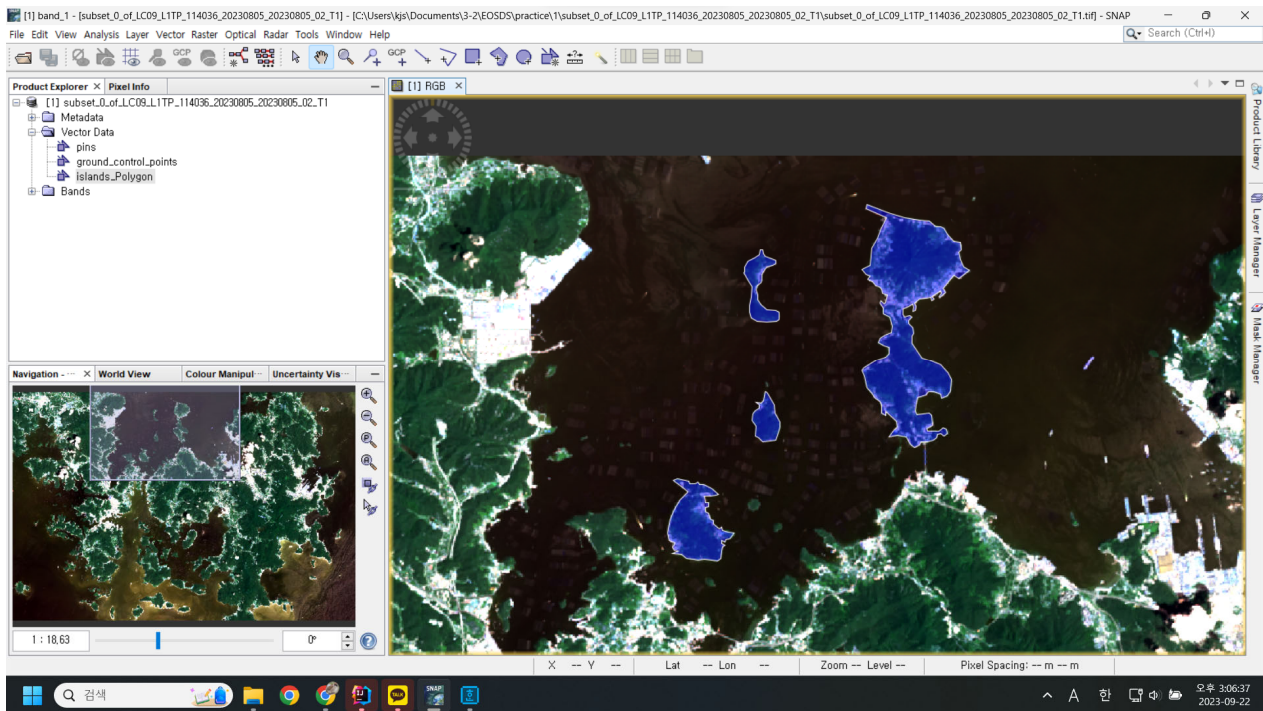 [1] band_1 - [subset_0_of_LC09_L1TP_114036_20230805_20230805_02_T1] - [C:\Users\kjs\Documents\3-2\EOSDS\practice\1\subset_0_of_LC09_L1TP_114036_20230805_20230805_02_T1\subset_0_of_LC09_L1TP_114036_20230805_20230805_02_T1.tif] - SNAP
File Edit View Analysis Layer Vector Raster Optical Radar Tools Window Help
Search (Ctrl+I)
GCP GCP
Product Explorer Pixel Info
[1] RGB
[1] subset_0_of_LC09_L1TP_114036_20230805_20230805_02_T1
Metadata
Vector Data
pins
ground_control_points
islands_Polygon
Bands
Product Library
Layer Manager
Mask Manager
Navigation - ··· World View Colour Manipul··· Uncertainty Vis···
1 : 18,63
0°
X -- Y -- Lat -- Lon -- Zoom -- Level -- Pixel Spacing: -- m -- m
검색
TALK
SNAP
한
A 한
오후 3:06:37
2023-09-22